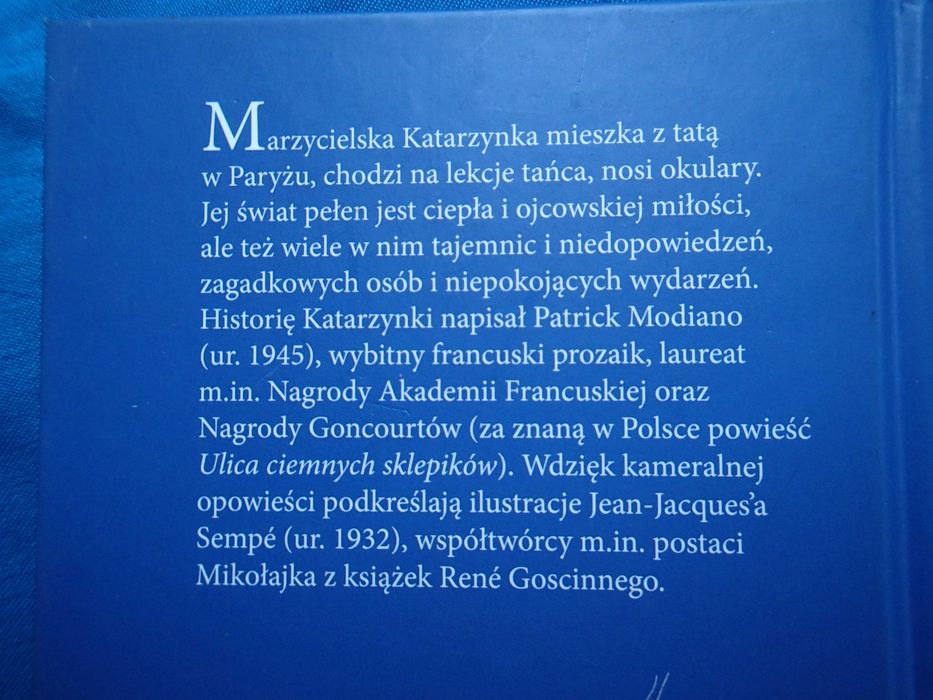 Marzycielska Katarzynka mieszka z tatą
w Paryżu, chodzi na lekcje tańca, nosi okulary.
Jej świat pełen jest ciepła i ojcowskiej miłości,
ale też wiele w nim tajemnic i niedopowiedzeń,
zagadkowych osób i niepokojących wydarzeń.
Historię Katarzynki napisał Patrick Modiano
(ur. 1945), wybitny francuski prozaik, laureat
m.in. Nagrody Akademii Francuskiej oraz
Nagrody Goncourtów (za znaną w Polsce powieść
Ulica ciemnych sklepików). Wdzięk kameralnej
opowieści podkreślają ilustracje Jean-Jacques’a
Sempé (ur. 1932), współtwórcy m.in. postaci
Mikołajka z książek René Goscinnego.